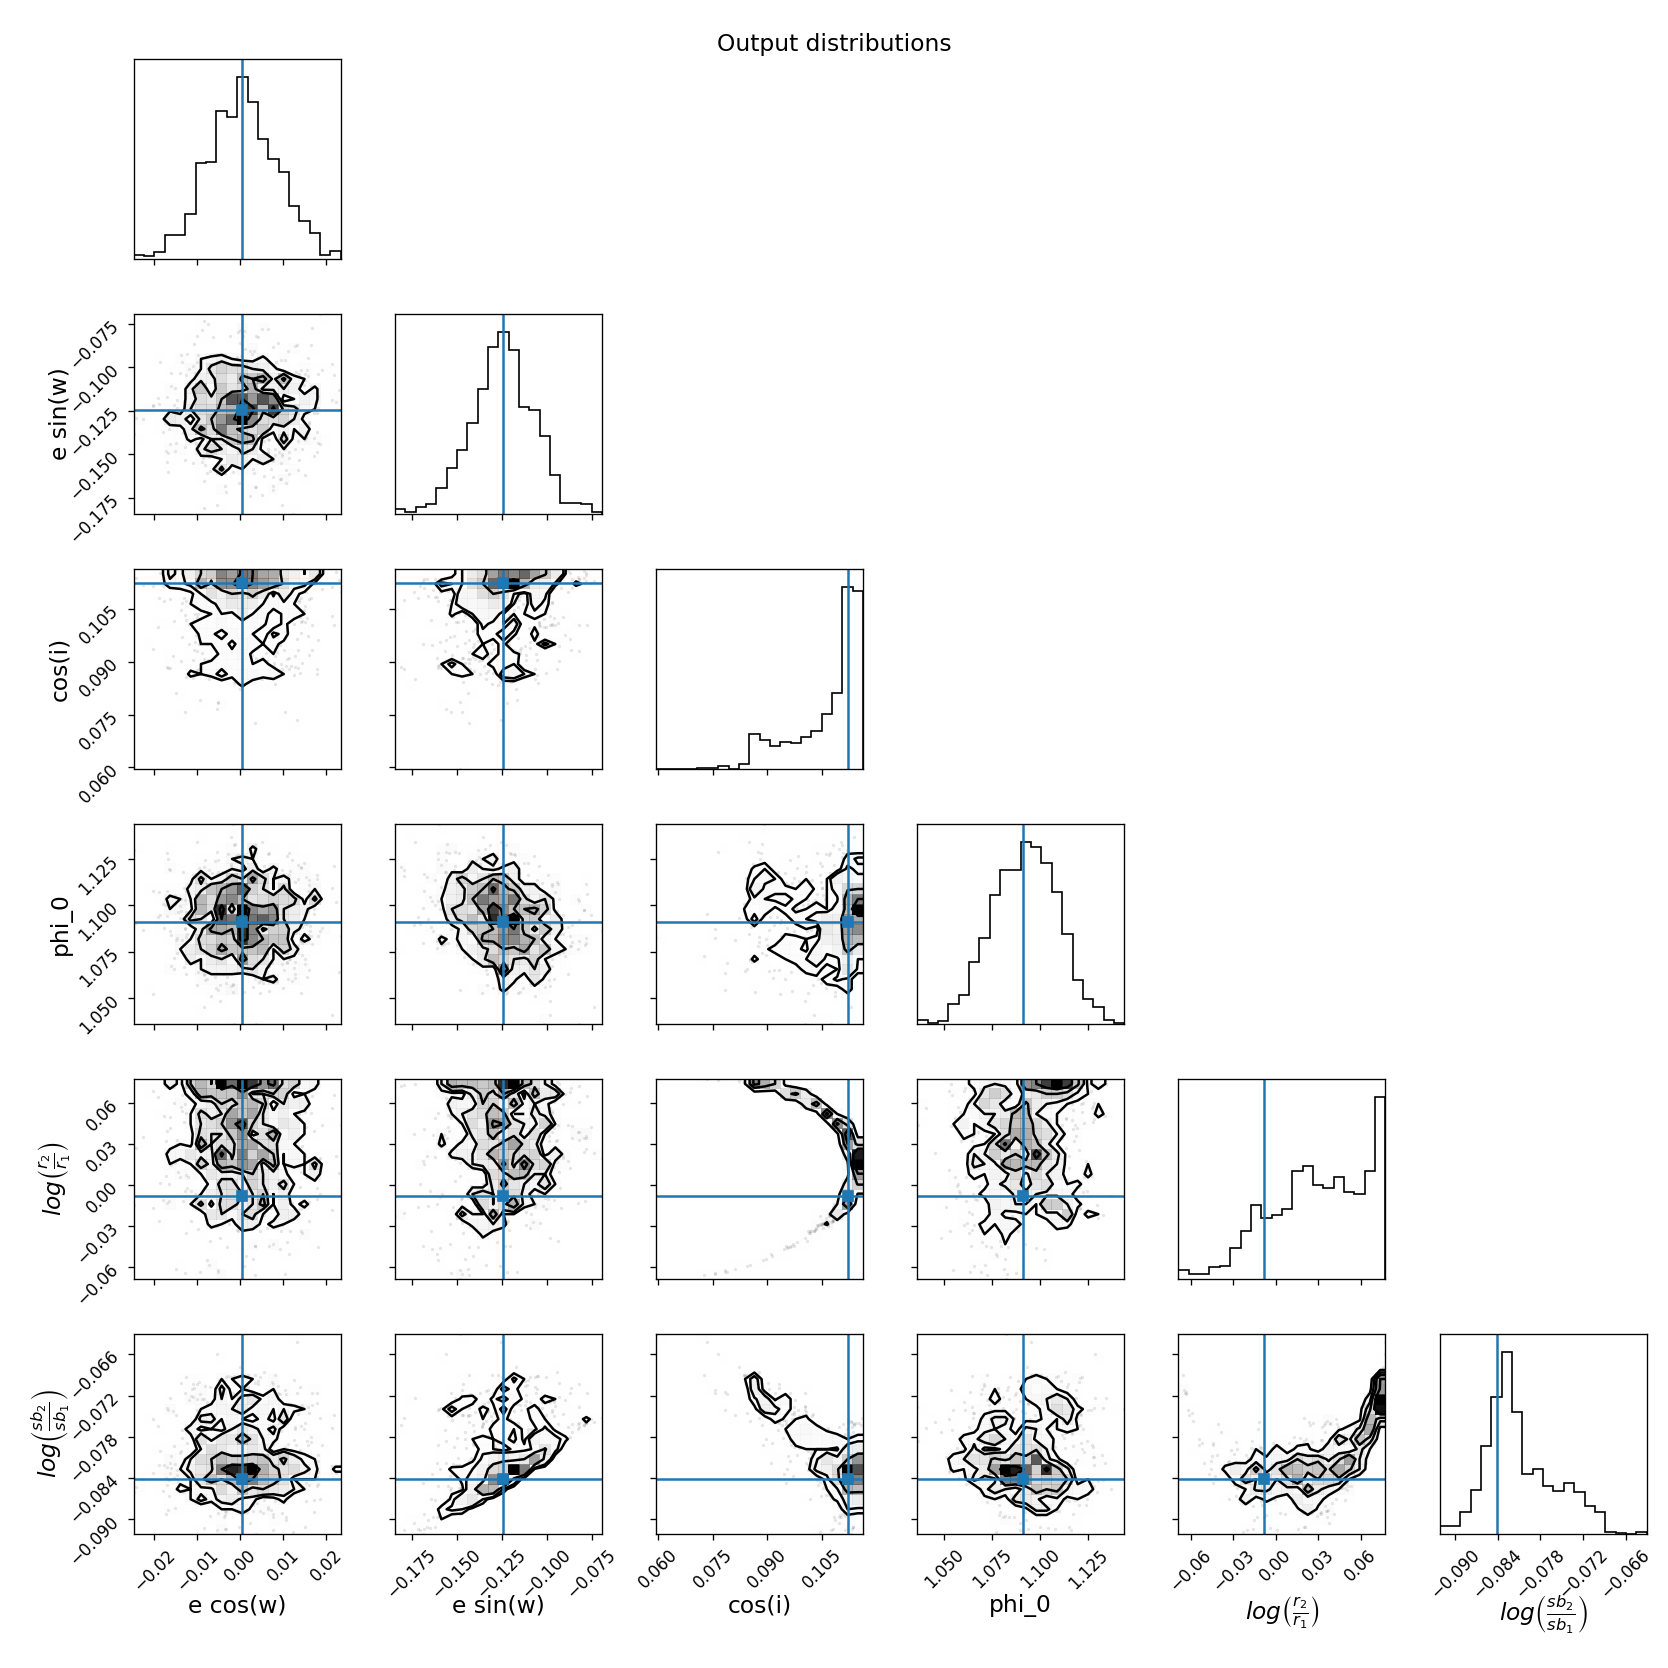 Output distributions
−0.075
−0.100
−0.125
−0.150
−0.175
e sin(w)
0.105
0.090
0.075
0.060
cos(i)
1.125
1.100
1.075
1.050
phi_0
0.06
0.03
0.00
−0.03
−0.06
log(r₂/r₁)
−0.066
−0.072
−0.078
−0.084
−0.090
log(sb₂/sb₁)
−0.02 −0.01 0.00 0.01 0.02 −0.175 −0.150 −0.125 −0.100 −0.075 0.060 0.075 0.090 0.105 1.050 1.075 1.100 1.125 −0.06 −0.03 0.00 0.03 0.06 −0.090 −0.084 −0.078 −0.072 −0.066
e cos(w) e sin(w) cos(i) phi_0 log(r₂/r₁) log(sb₂/sb₁)